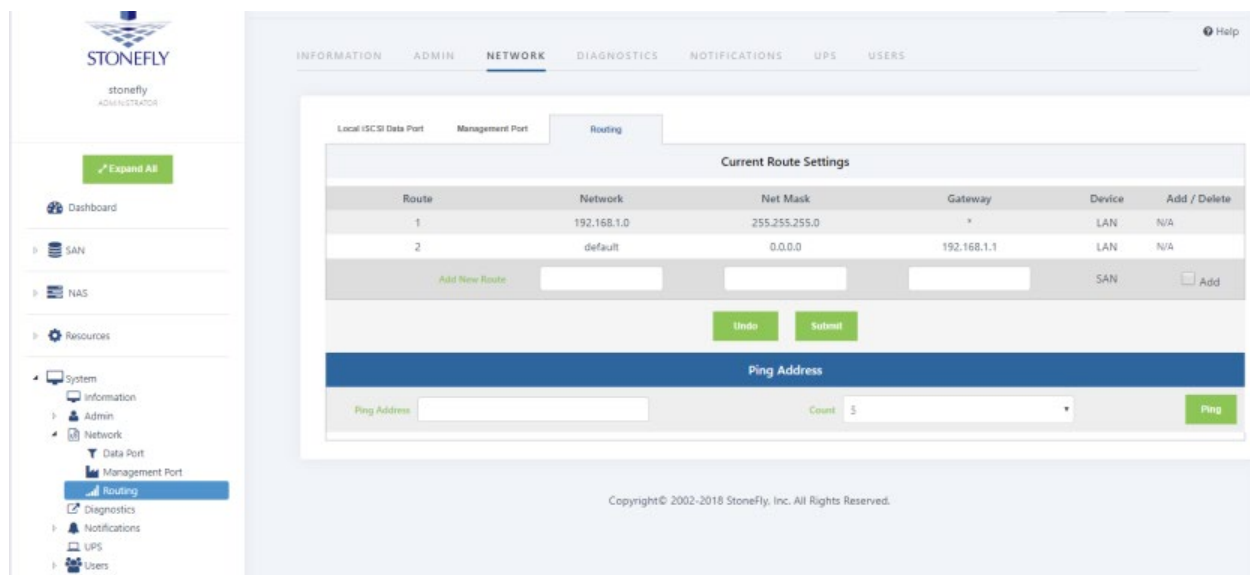 STONEFLY
stonefly
ADMINISTRATOR
Expand All
Dashboard
SAN
NAS
Resources
System
Information
Admin
Network
Data Port
Management Port
Routing
Diagnostics
Notifications
UPS
Users
Help
INFORMATION ADMIN NETWORK DIAGNOSTICS NOTIFICATIONS UPS USERS
Local iSCSI Data Port Management Port Routing
Current Route Settings
Route Network Net Mask Gateway Device Add / Delete
1 192.168.1.0 255.255.255.0 * LAN N/A
2 default 0.0.0.0 192.168.1.1 LAN N/A
Add New Route SAN Add
Undo Submit
Ping Address
Ping Address Count 5 Ping
Copyright© 2002-2018 StoneFly, Inc. All Rights Reserved.